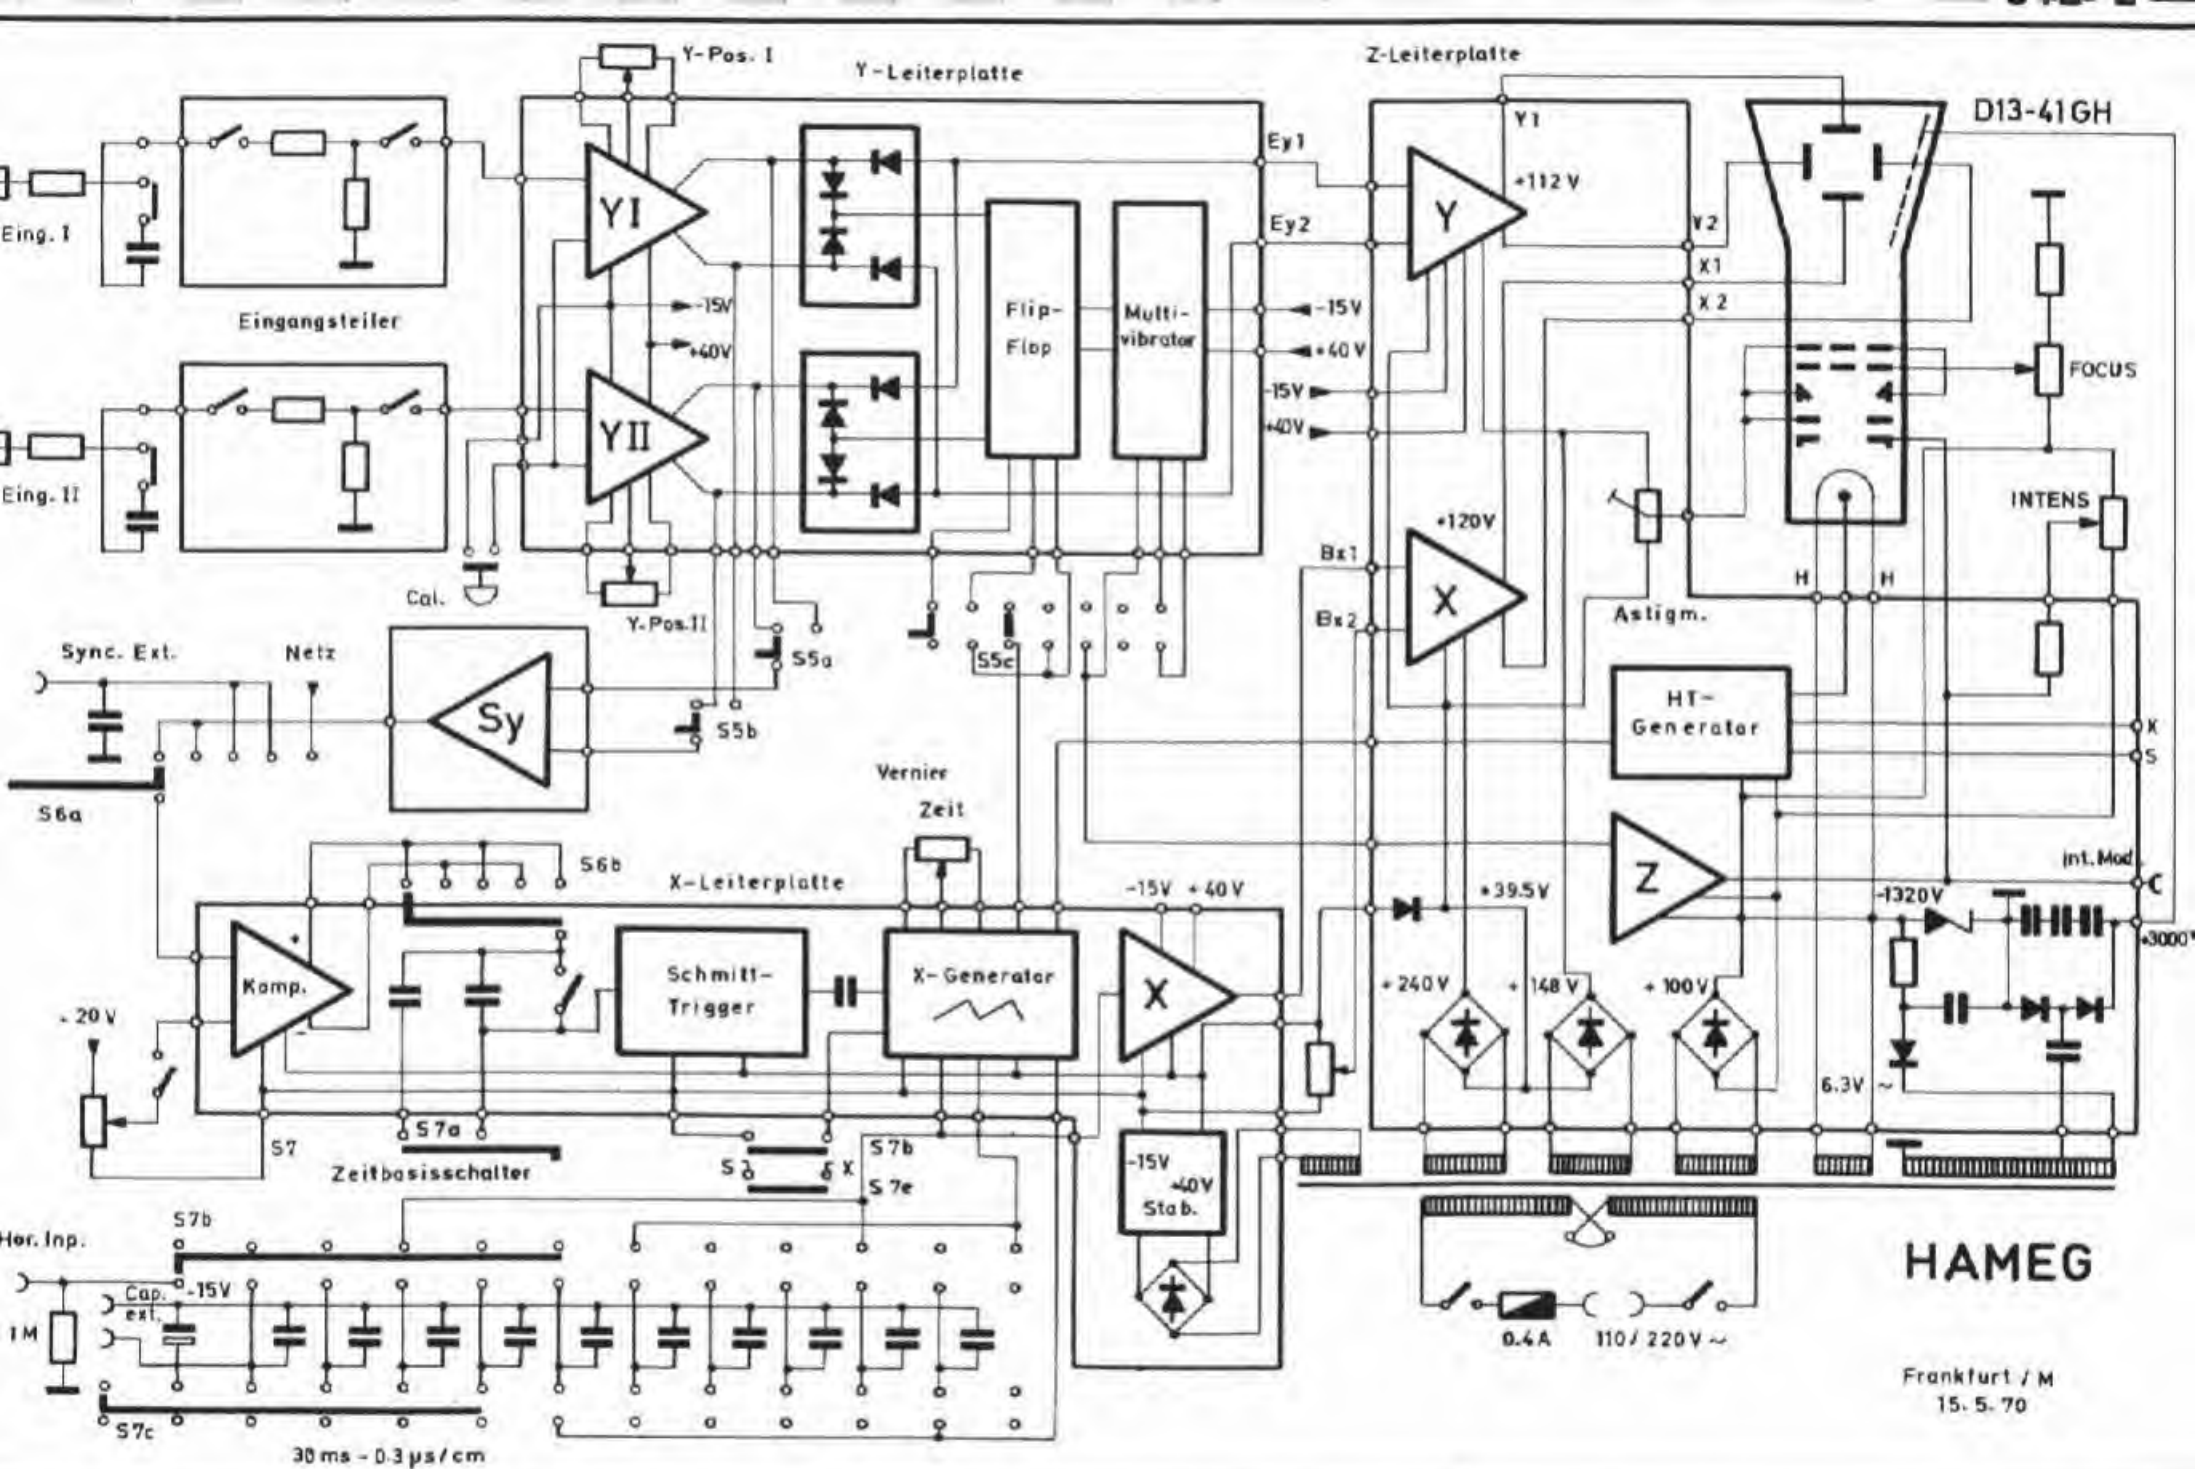 Y-Pos. I
Y-Leiterplatte
Z-Leiterplatte
D13-41GH
Eing. I
Eingangsteiler
YI
Ey1
Ey2
Y
Y1
+112 V
Y2
X1
X2
-15V
+40V
Flip-
Flop
Multi-
vibrator
-15V
+40 V
-15V
+40V
FOCUS
Eing. II
YII
INTENS
+120V
Bx1
Bx2
X
H
H
Cal.
Y-Pos.II
Astigm.
Sync. Ext.
Netz
Sy
S5a
S5b
S5c
HT-
Generator
X
S
S6a
Vernier
Zeit
Z
int.Mod.
S6b
X-Leiterplatte
-15V + 40V
+39.5V
-1320V
+3000V
+
Komp.
-
Schmitt-
Trigger
X-Generator
X
+ 240V
+ 148 V
+ 100V
- 20V
6.3V ~
S7
S7a
Zeitbasisschalter
X
S7b
S7e
-15V
+40V
Stab.
S7b
Hor. Inp.
Cap.
ext.
-15V
1M
S7c
30 ms - 0.3 µs/cm
0.4A
110/ 220V ~
HAMEG
Frankfurt / M
15. 5. 70